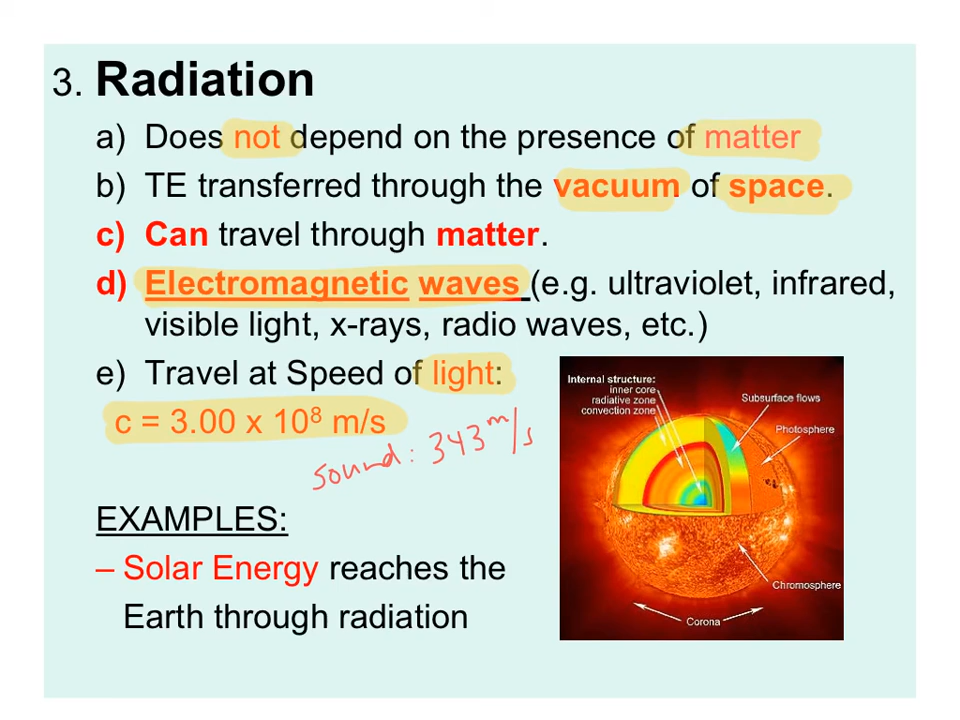 3. Radiation
a) Does not depend on the presence of matter
b) TE transferred through the vacuum of space.
c) Can travel through matter.
d) Electromagnetic waves (e.g. ultraviolet, infrared,
visible light, x-rays, radio waves, etc.)
e) Travel at Speed of light:
c = 3.00 x 10⁸ m/s
sound: 343 m/s
EXAMPLES:
– Solar Energy reaches the
Earth through radiation
Internal structure:
inner core
radiative zone
convection zone
Subsurface flows
Photosphere
Chromosphere
Corona